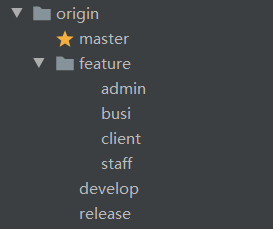 origin
master
feature
admin
busi
client
staff
develop
release